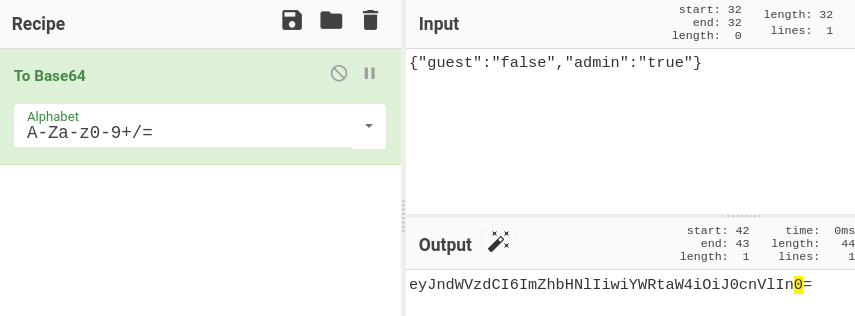 Recipe
To Base64
Alphabet
A-Za-z0-9+/=
Input
start: 32
end: 32
length: 0
length: 32
lines: 1
{"guest":"false","admin":"true"}
Output
start: 42
end: 43
length: 1
time: 0ms
length: 44
lines: 1
eyJndWVzdCI6ImZhbHNlIiwiYWRtaW4iOiJ0cnVlIn0=